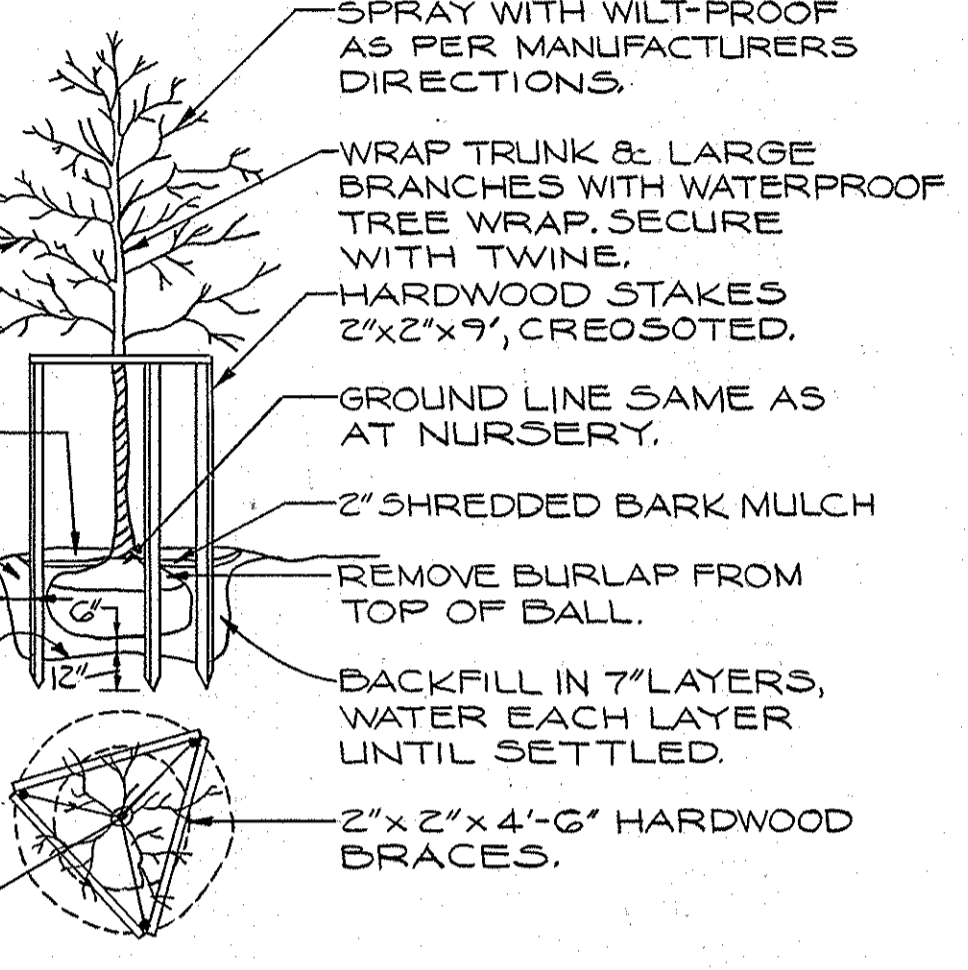 SPRAY WITH WILT-PROOF
AS PER MANUFACTURERS
DIRECTIONS.
WRAP TRUNK & LARGE
BRANCHES WITH WATERPROOF
TREE WRAP. SECURE
WITH TWINE.
HARDWOOD STAKES
2"x2"x9', CREOSOTED.
GROUND LINE SAME AS
AT NURSERY.
2" SHREDDED BARK MULCH
REMOVE BURLAP FROM
TOP OF BALL.
6"
12"
BACKFILL IN 7" LAYERS,
WATER EACH LAYER
UNTIL SETTLED.
2"x2"x4'-6" HARDWOOD
BRACES.